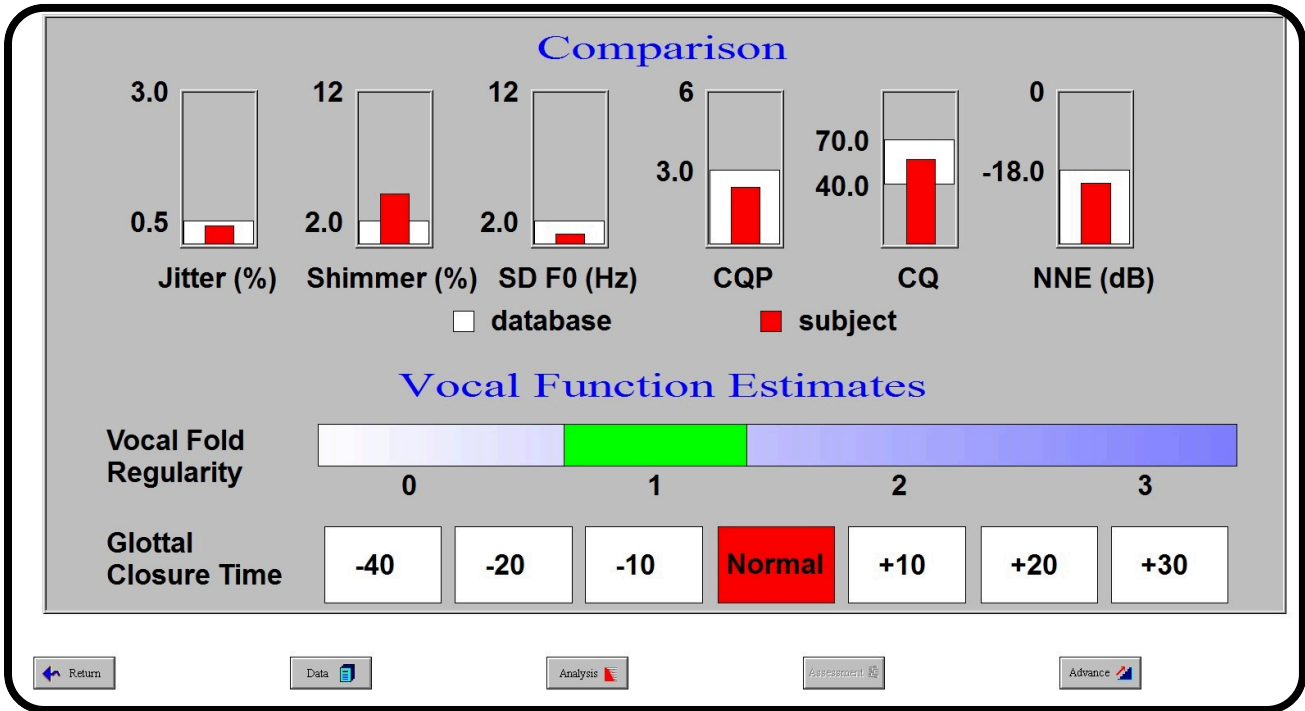 Comparison
3.0 12 12 6 0
70.0
3.0 -18.0
40.0
0.5 2.0 2.0
Jitter (%) Shimmer (%) SD F0 (Hz) CQP CQ NNE (dB)
database subject
Vocal Function Estimates
Vocal Fold
Regularity
0 1 2 3
Glottal
Closure Time
-40 -20 -10 Normal +10 +20 +30
Return Data Analysis Assessment Advance